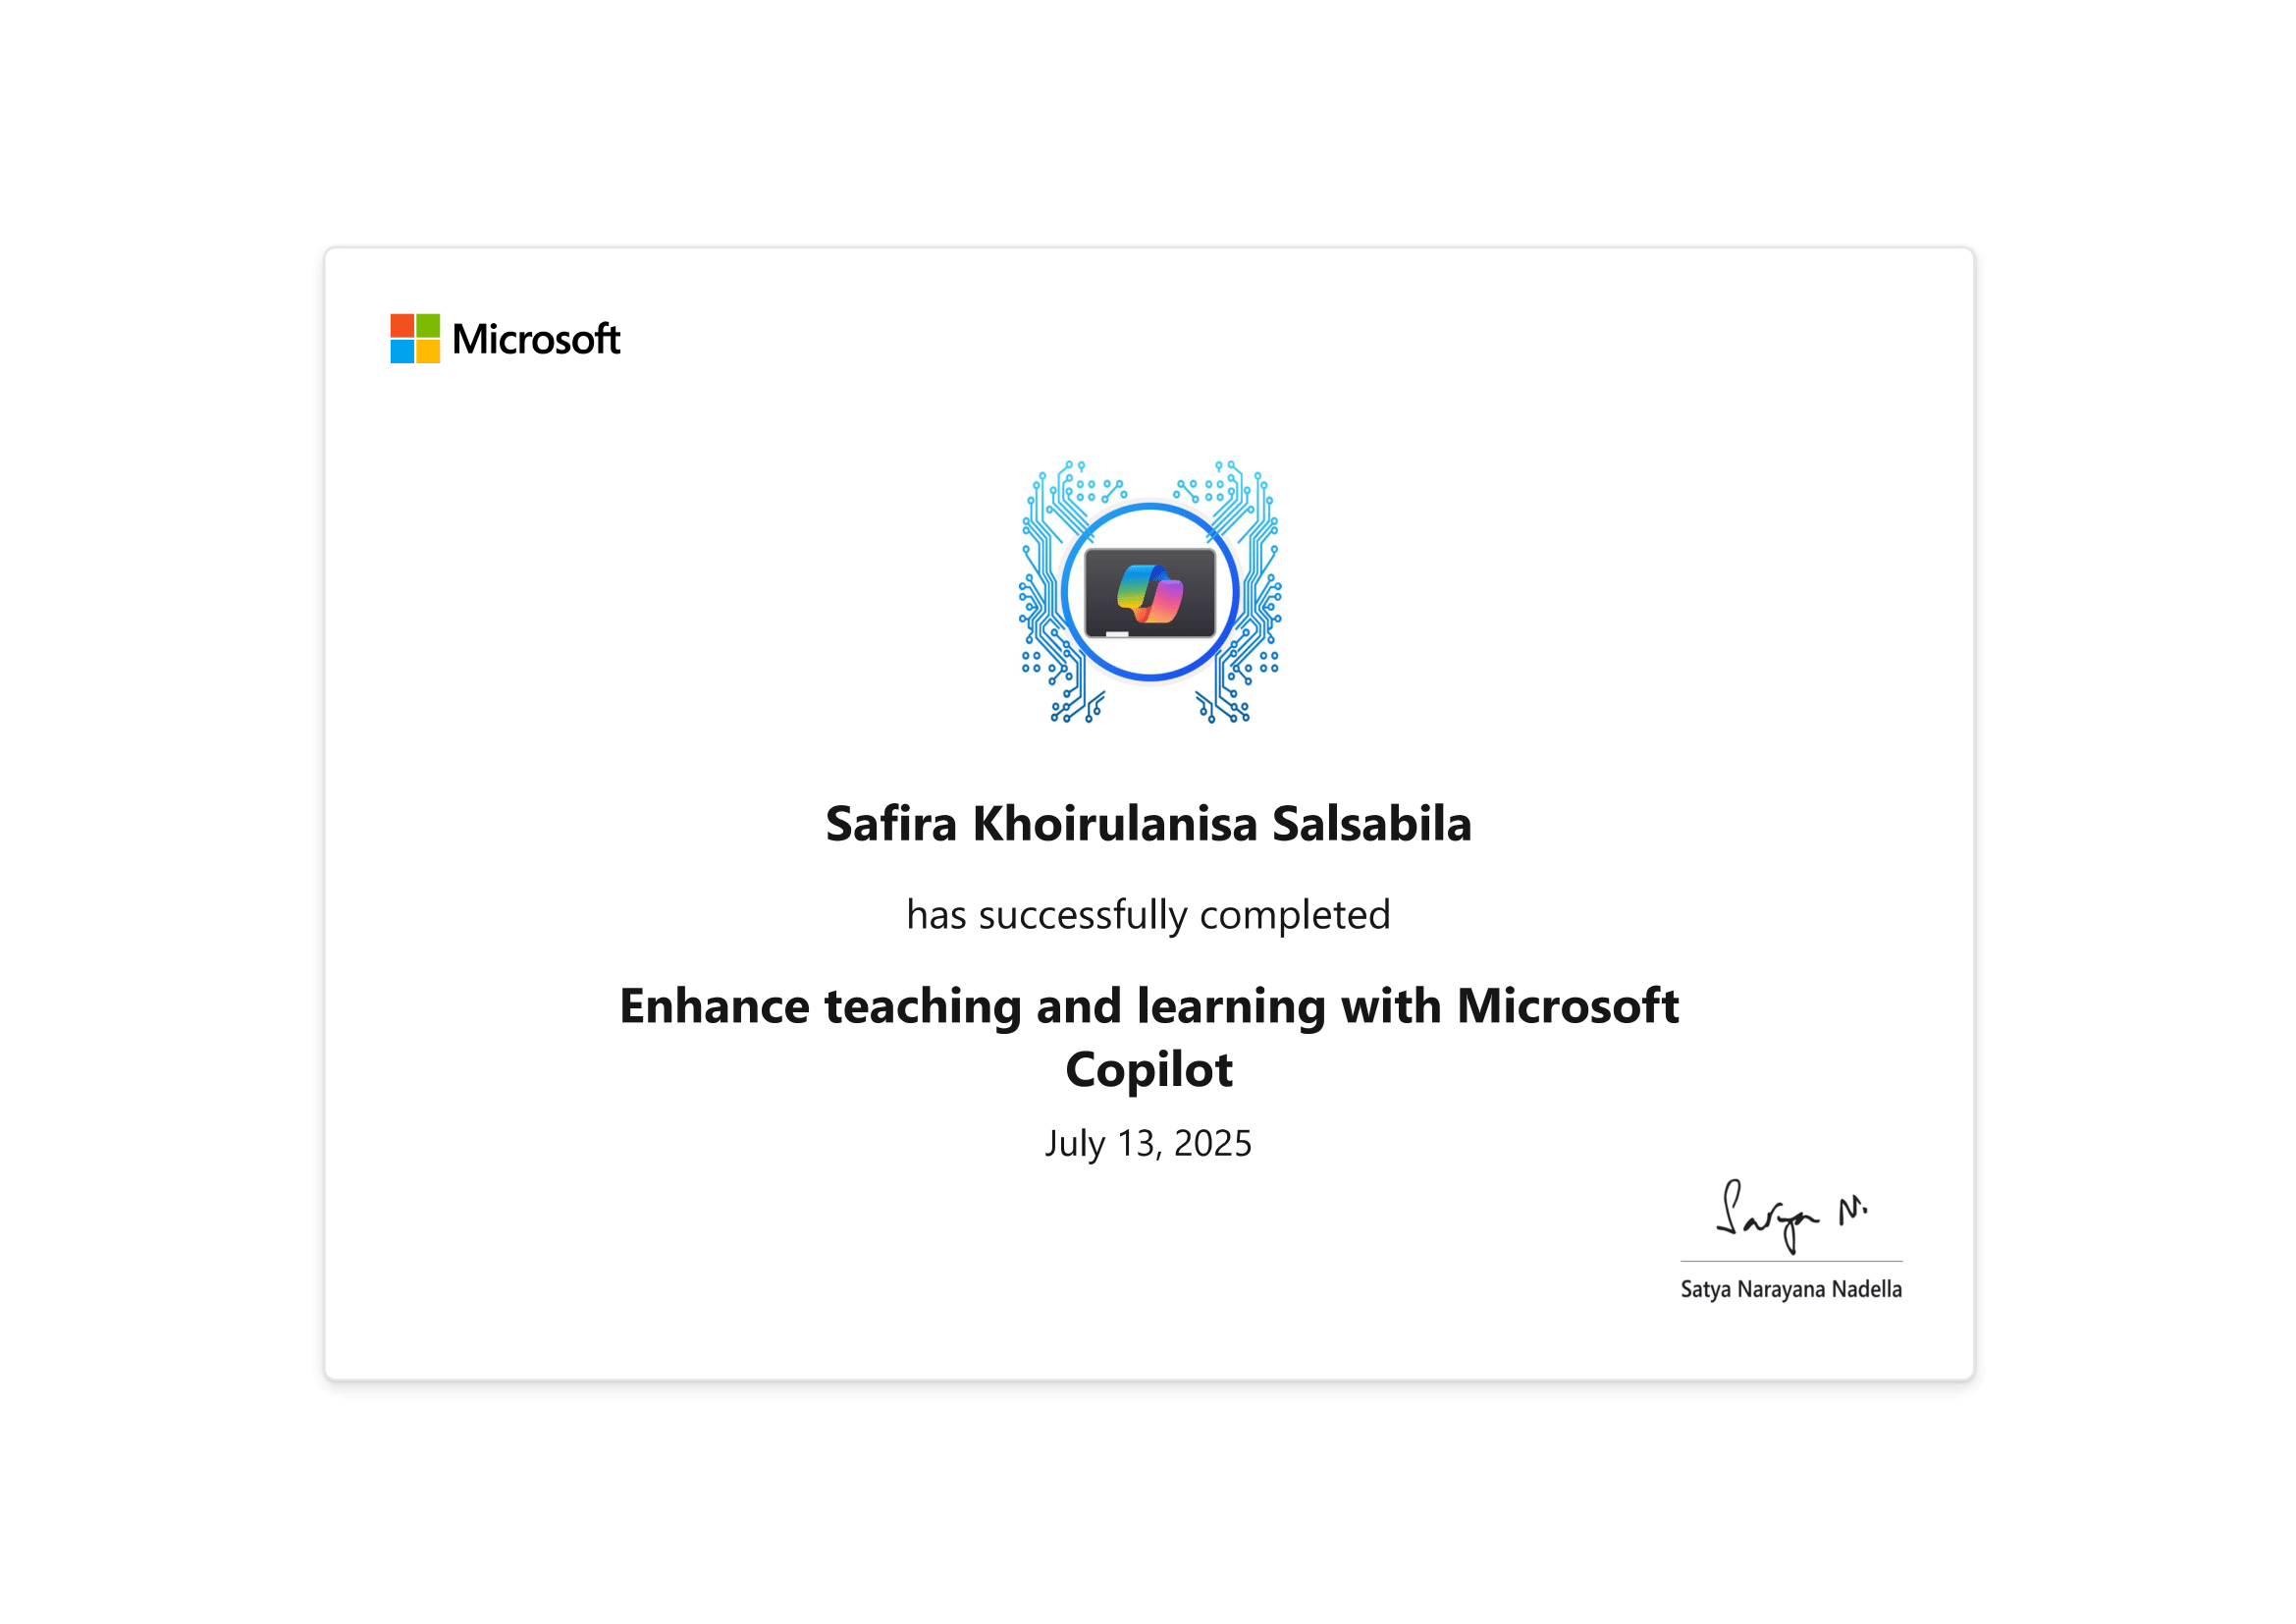 Microsoft
Safira Khoirulanisa Salsabila
has successfully completed
Enhance teaching and learning with Microsoft
Copilot
July 13, 2025
Satya N.
Satya Narayana Nadella